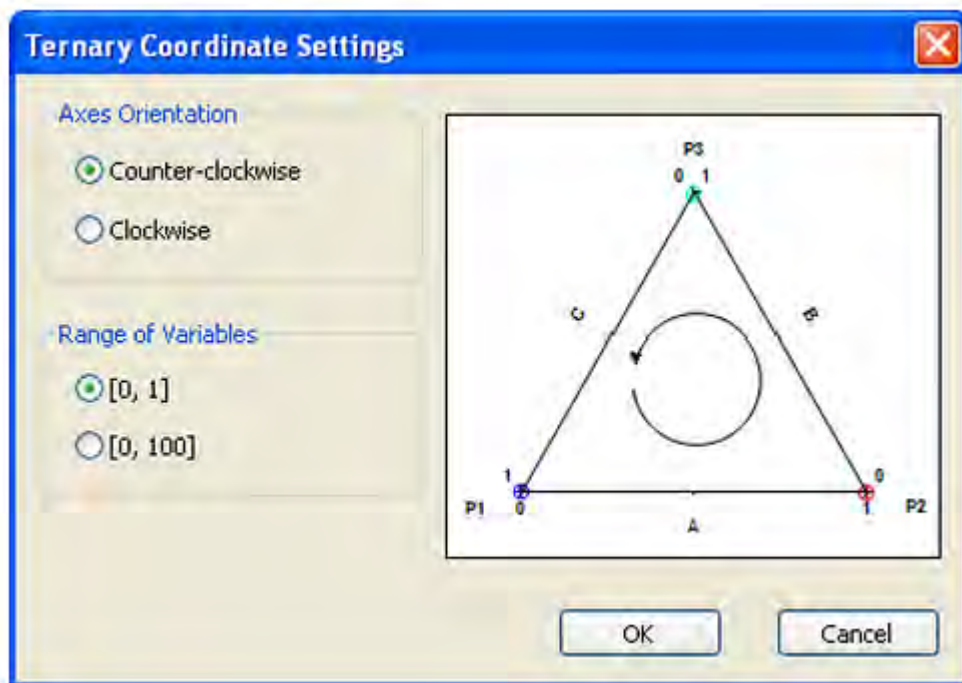 Ternary Coordinate Settings
Axes Orientation
Counter-clockwise
Clockwise
Range of Variables
[0, 1]
[0, 100]
P3
0 1
C
B
1
0
P1
0
A
1
P2
OK
Cancel